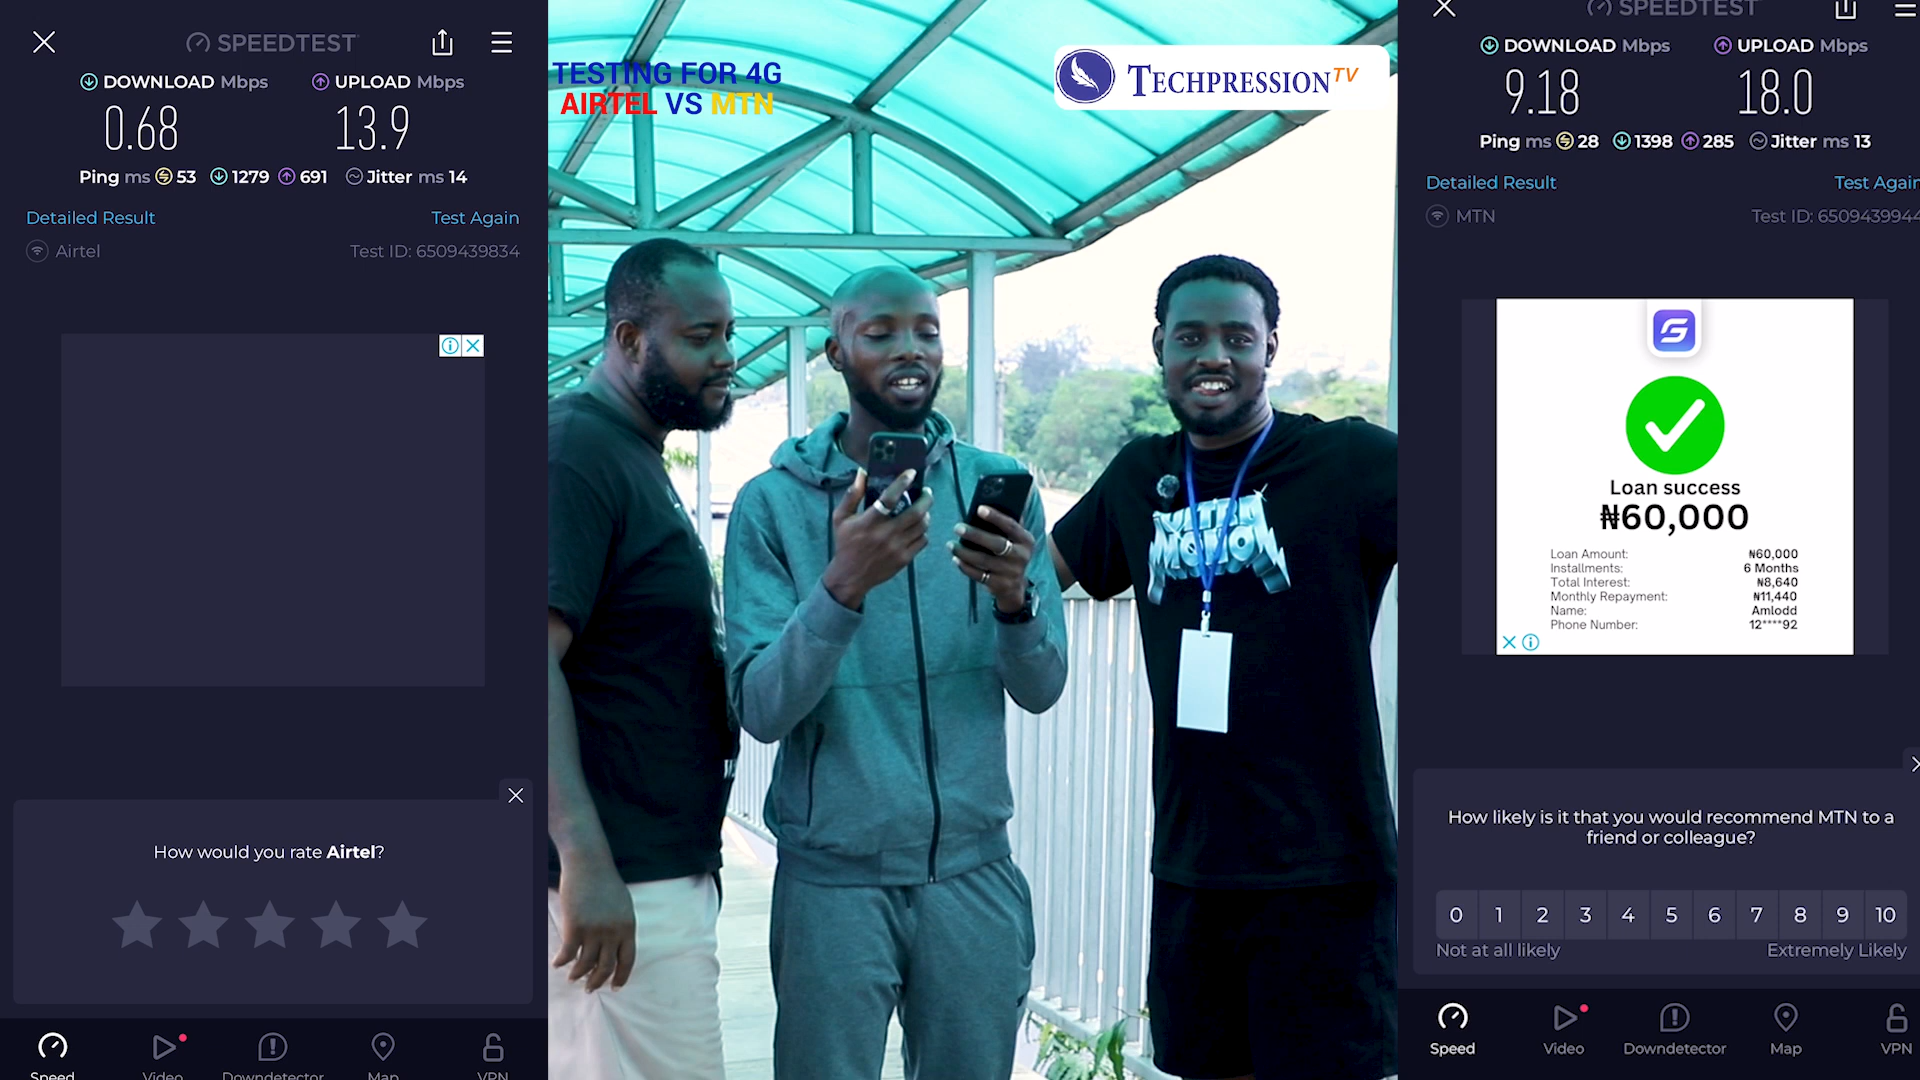 SPEEDTEST
DOWNLOAD Mbps
UPLOAD Mbps
0.68
13.9
Ping ms 53 1279 691 Jitter ms 14
Detailed Result
Test Again
Airtel
Test ID: 6509439834
How would you rate Airtel?
Speed
Video
Downdetector
Map
VPN
TESTING FOR 4G
AIRTEL VS MTN
TECHPRESSION TV
SPEEDTEST
DOWNLOAD Mbps
UPLOAD Mbps
9.18
18.0
Ping ms 28 1398 285 Jitter ms 13
Detailed Result
Test Again
MTN
Test ID: 6509439944
Loan success
₦60,000
Loan Amount: ₦60,000
Installments: 6 Months
Total Interest: ₦8,640
Monthly Repayment: ₦11,440
Name: Amlodd
Phone Number: 12****92
How likely is it that you would recommend MTN to a
friend or colleague?
0 1 2 3 4 5 6 7 8 9 10
Not at all likely
Extremely Likely
Speed
Video
Downdetector
Map
VPN